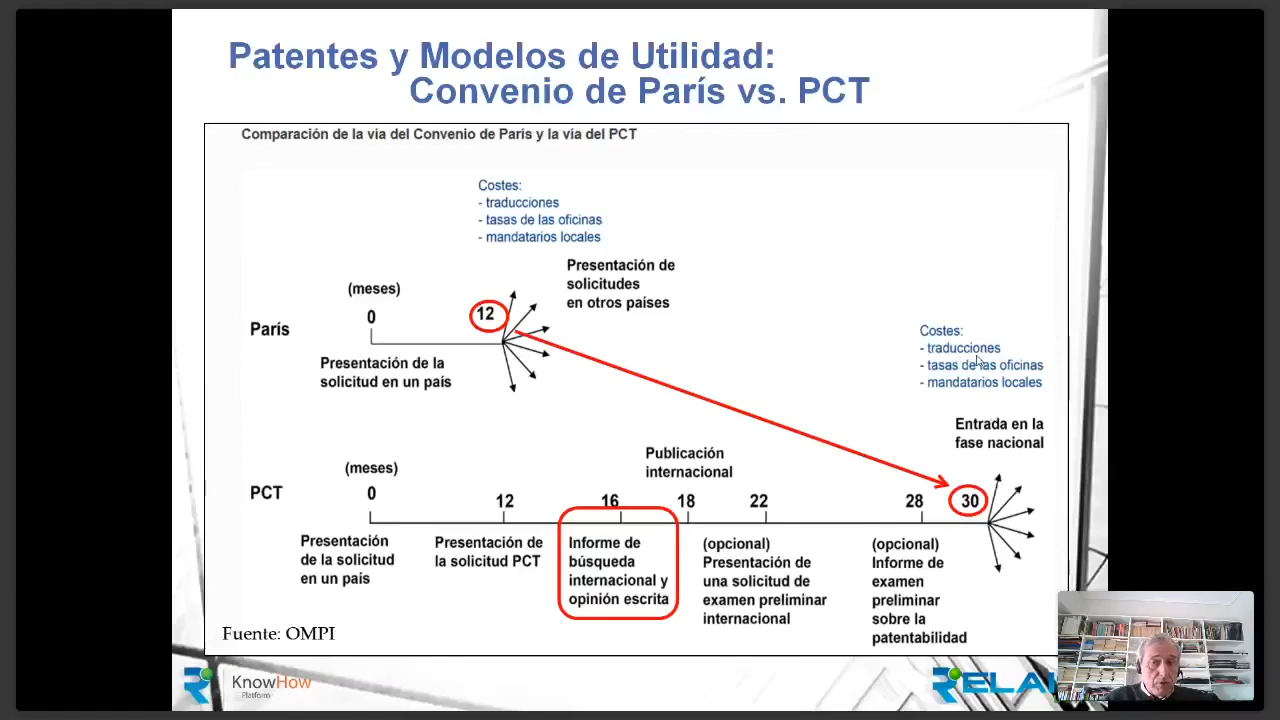 Patentes y Modelos de Utilidad:
Convenio de París vs. PCT
Comparación de la vía del Convenio de París y la vía del PCT
Costes:
- traducciones
- tasas de las oficinas
- mandatarios locales
Presentación de
solicitudes
en otros países
(meses)
0
12
París
Presentación de la
solicitud en un país
Costes:
- traducciones
- tasas de las oficinas
- mandatarios locales
Entrada en la
fase nacional
Publicación
internacional
(meses)
PCT
0
12
16
18
22
28
30
Presentación
de la solicitud
en un país
Presentación de
la solicitud PCT
Informe de
búsqueda
internacional y
opinión escrita
(opcional)
Presentación de
una solicitud de
examen preliminar
internacional
(opcional)
Informe de
examen
preliminar
sobre la
patentabilidad
Fuente: OMPI
KnowHow
Platform